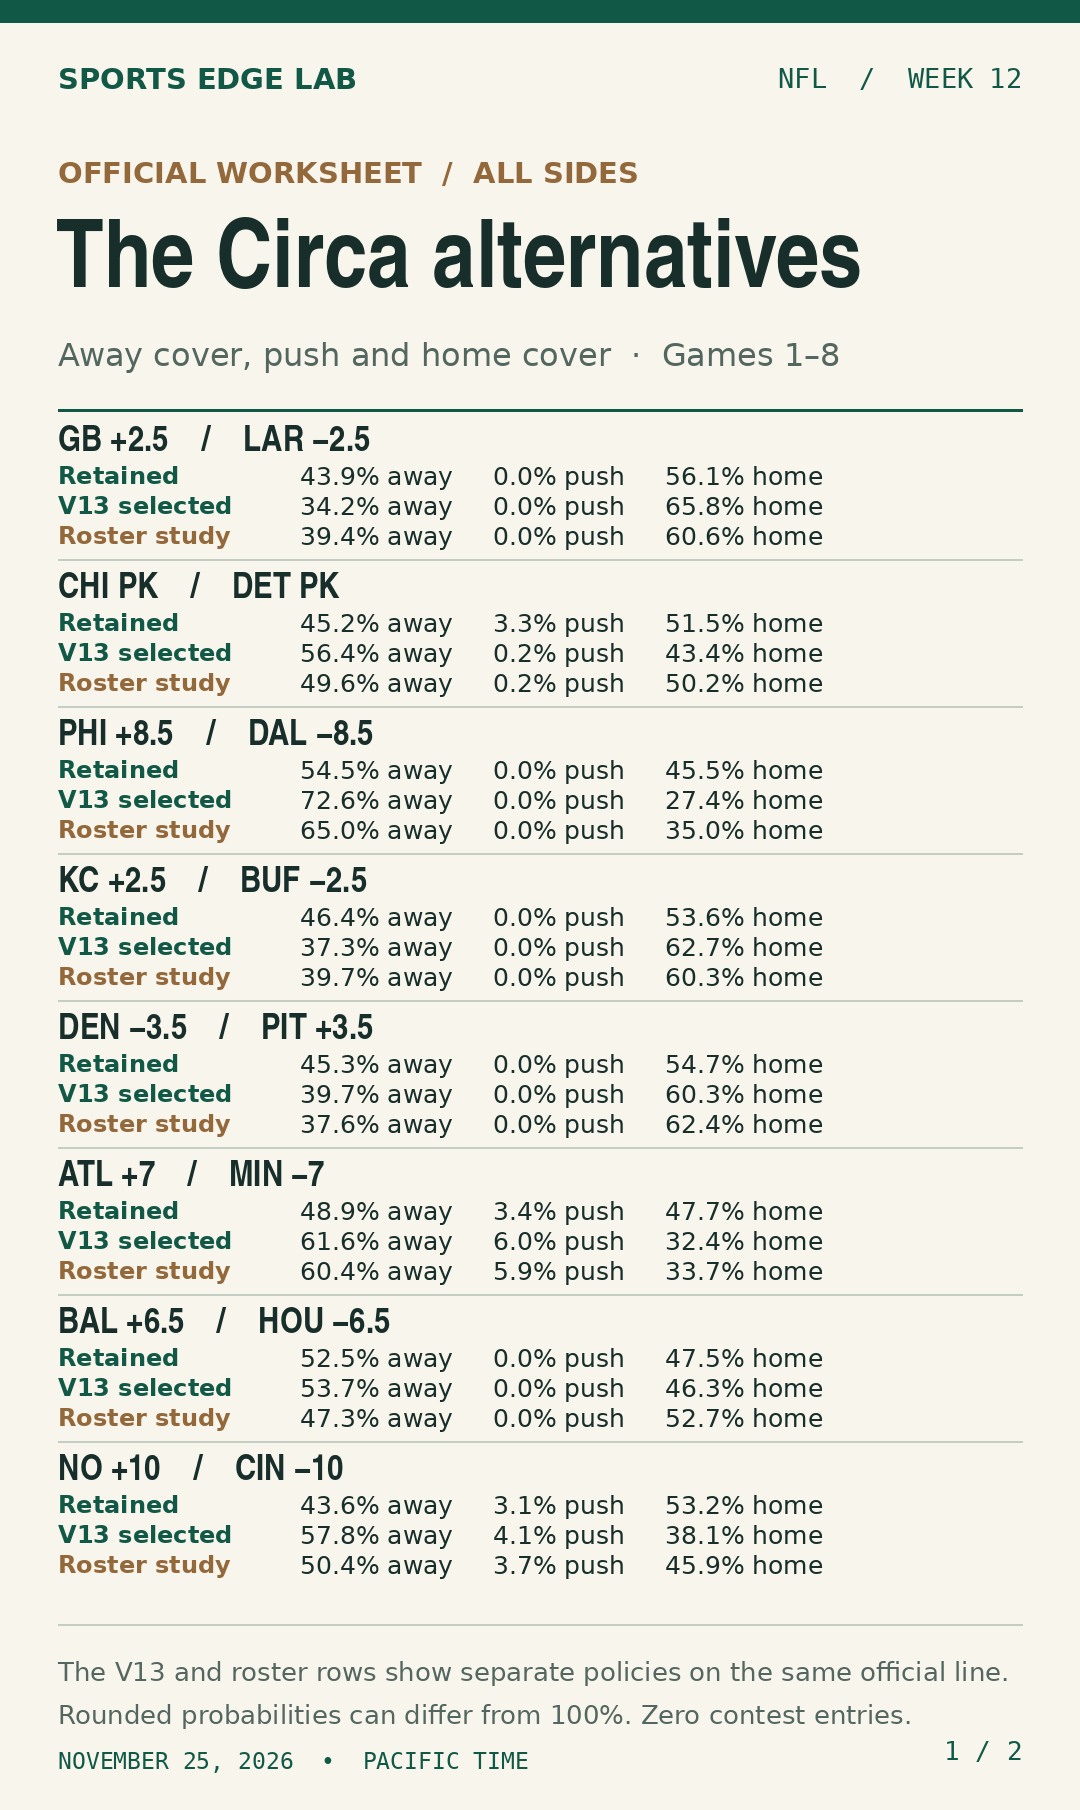 SPORTS EDGE LAB
NFL / WEEK 12
OFFICIAL WORKSHEET / ALL SIDES
The Circa alternatives
Away cover, push and home cover · Games 1–8
GB +2.5 / LAR −2.5
Retained 43.9% away 0.0% push 56.1% home
V13 selected 34.2% away 0.0% push 65.8% home
Roster study 39.4% away 0.0% push 60.6% home
CHI PK / DET PK
Retained 45.2% away 3.3% push 51.5% home
V13 selected 56.4% away 0.2% push 43.4% home
Roster study 49.6% away 0.2% push 50.2% home
PHI +8.5 / DAL −8.5
Retained 54.5% away 0.0% push 45.5% home
V13 selected 72.6% away 0.0% push 27.4% home
Roster study 65.0% away 0.0% push 35.0% home
KC +2.5 / BUF −2.5
Retained 46.4% away 0.0% push 53.6% home
V13 selected 37.3% away 0.0% push 62.7% home
Roster study 39.7% away 0.0% push 60.3% home
DEN −3.5 / PIT +3.5
Retained 45.3% away 0.0% push 54.7% home
V13 selected 39.7% away 0.0% push 60.3% home
Roster study 37.6% away 0.0% push 62.4% home
ATL +7 / MIN −7
Retained 48.9% away 3.4% push 47.7% home
V13 selected 61.6% away 6.0% push 32.4% home
Roster study 60.4% away 5.9% push 33.7% home
BAL +6.5 / HOU −6.5
Retained 52.5% away 0.0% push 47.5% home
V13 selected 53.7% away 0.0% push 46.3% home
Roster study 47.3% away 0.0% push 52.7% home
NO +10 / CIN −10
Retained 43.6% away 3.1% push 53.2% home
V13 selected 57.8% away 4.1% push 38.1% home
Roster study 50.4% away 3.7% push 45.9% home
The V13 and roster rows show separate policies on the same official line.
Rounded probabilities can differ from 100%. Zero contest entries.
NOVEMBER 25, 2026 • PACIFIC TIME
1 / 2